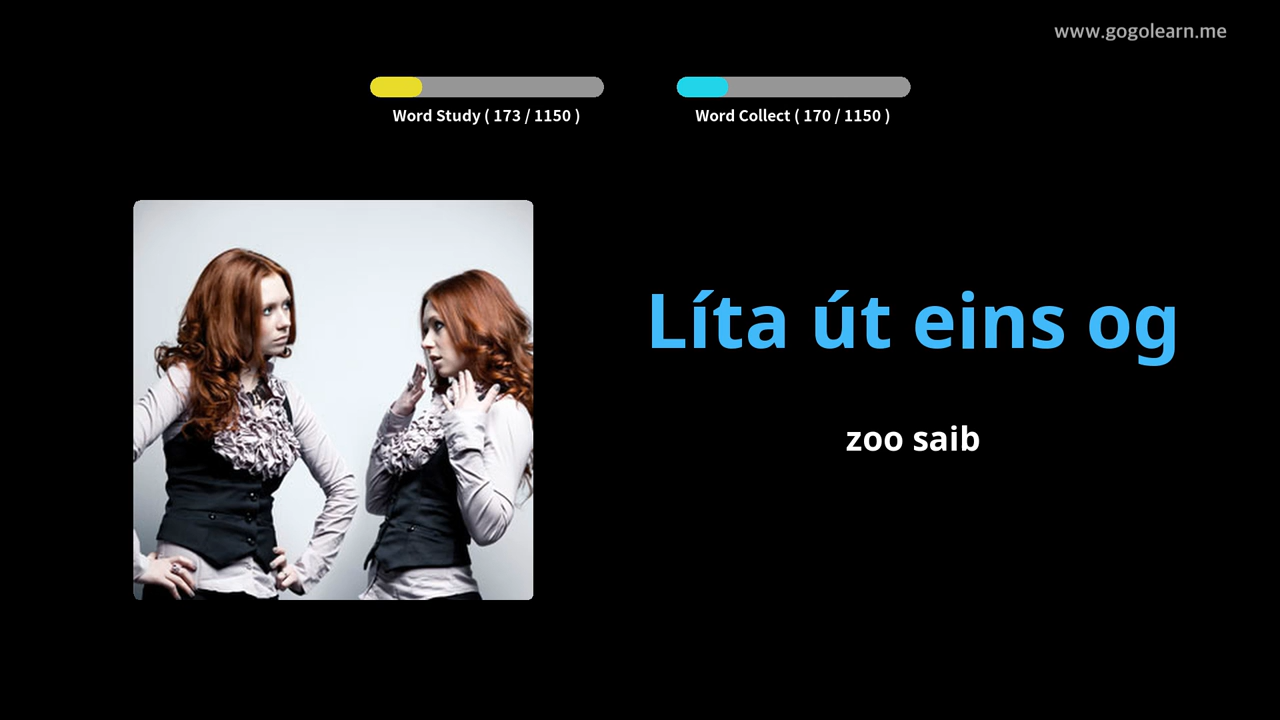 www.gogolearn.me
Word Study ( 173 / 1150 )
Word Collect ( 170 / 1150 )
Líta út eins og
zoo saib